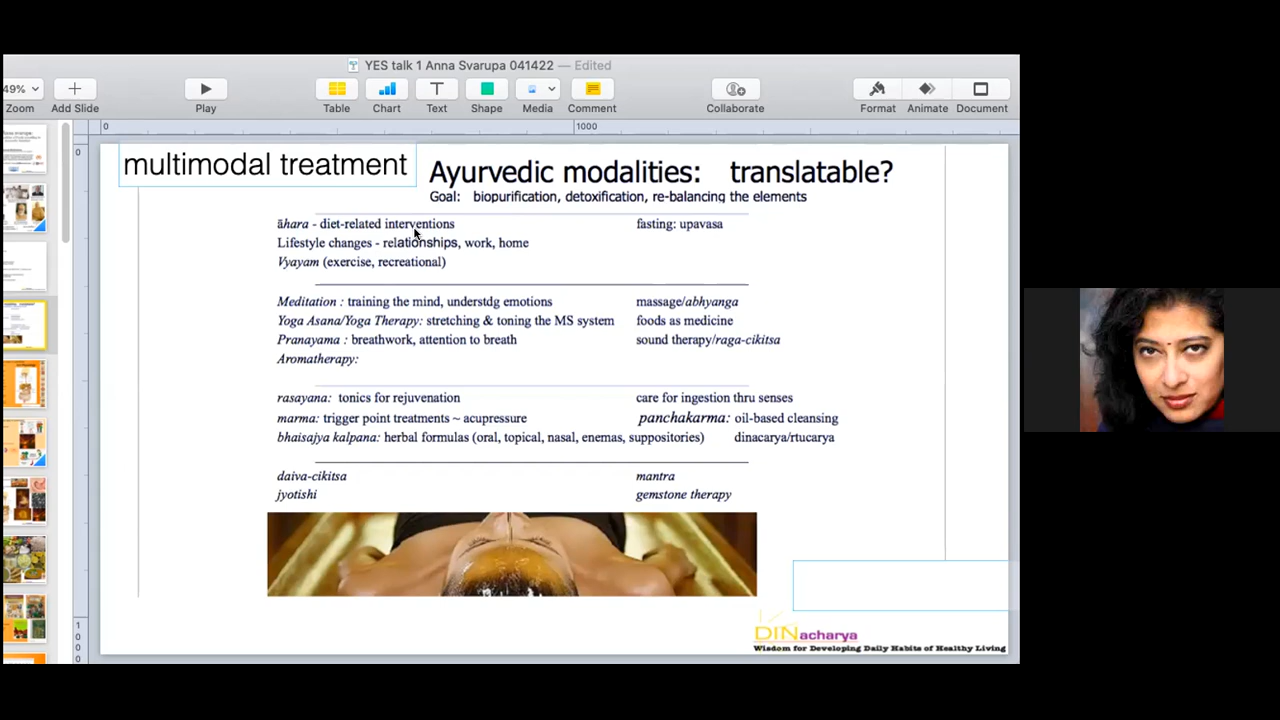 YES talk 1 Anna Svarupa 041422 — Edited
49%
Zoom
Add Slide
Play
Table
Chart
Text
Shape
Media
Comment
Collaborate
Format
Animate
Document
0
1000
0
multimodal treatment
Ayurvedic modalities: translatable?
Goal: biopurification, detoxification, re-balancing the elements
āhara - diet-related interventions
fasting: upavasa
Lifestyle changes - relationships, work, home
Vyayam (exercise, recreational)
Meditation : training the mind, understdg emotions
massage/abhyanga
Yoga Asana/Yoga Therapy: stretching & toning the MS system
foods as medicine
Pranayama : breathwork, attention to breath
sound therapy/raga-cikitsa
Aromatherapy:
rasayana: tonics for rejuvenation
care for ingestion thru senses
marma: trigger point treatments ~ acupressure
panchakarma: oil-based cleansing
bhaisajya kalpana: herbal formulas (oral, topical, nasal, enemas, suppositories)
dinacarya/rtucarya
daiva-cikitsa
mantra
jyotishi
gemstone therapy
1
0
0
0
DINacharya
Wisdom for Developing Daily Habits of Healthy Living